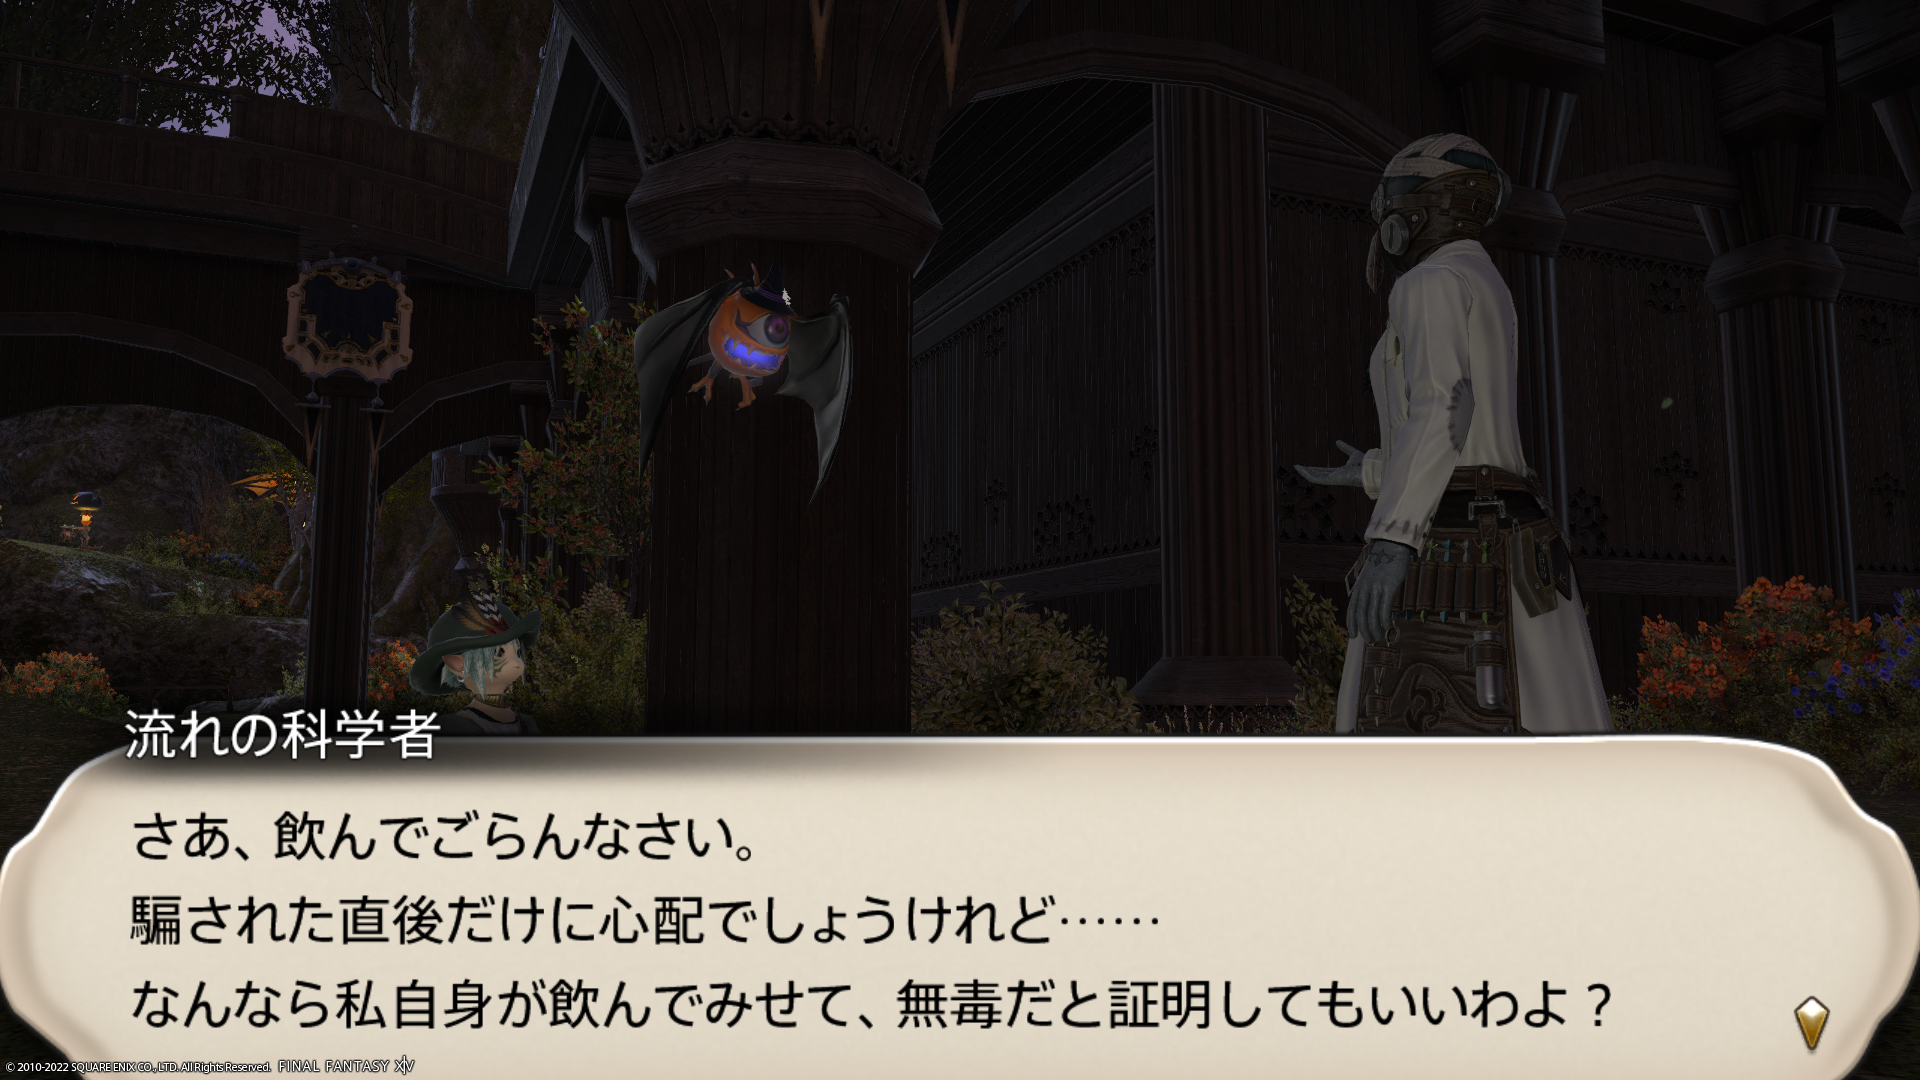 流れの科学者
さあ、飲んでごらんなさい。
騙された直後だけに心配でしょうけれど……
なんなら私自身が飲んでみせて、無毒だと証明してもいいわよ？
© 2010-2022 SQUARE ENIX CO., LTD. All Rights Reserved. FINAL FANTASY XIV